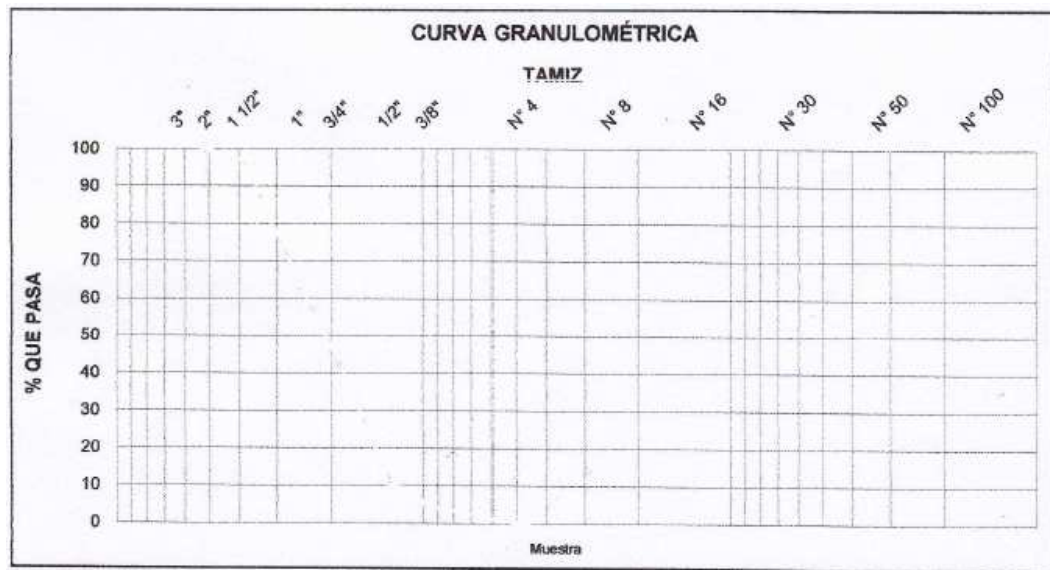 CURVA GRANULOMÉTRICA
TAMIZ
3" 2" 1 1/2" 1" 3/4" 1/2" 3/8" N° 4 N° 8 N° 16 N° 30 N° 50 N° 100
% QUE PASA
100
90
80
70
60
50
40
30
20
10
0
Muestra